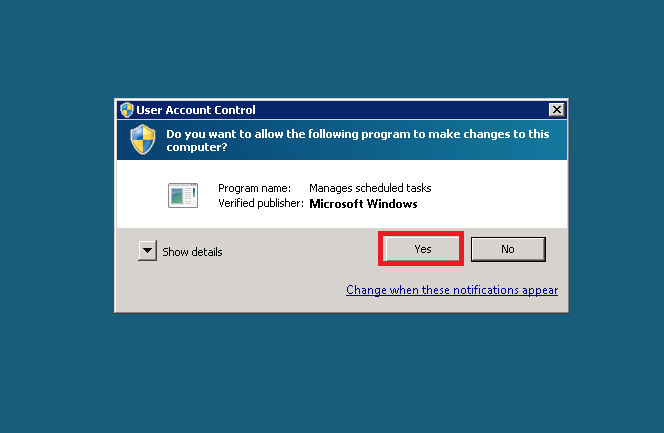 User Account Control
Do you want to allow the following program to make changes to this
computer?
Program name: Manages scheduled tasks
Verified publisher: Microsoft Windows
Show details
Yes
No
Change when these notifications appear